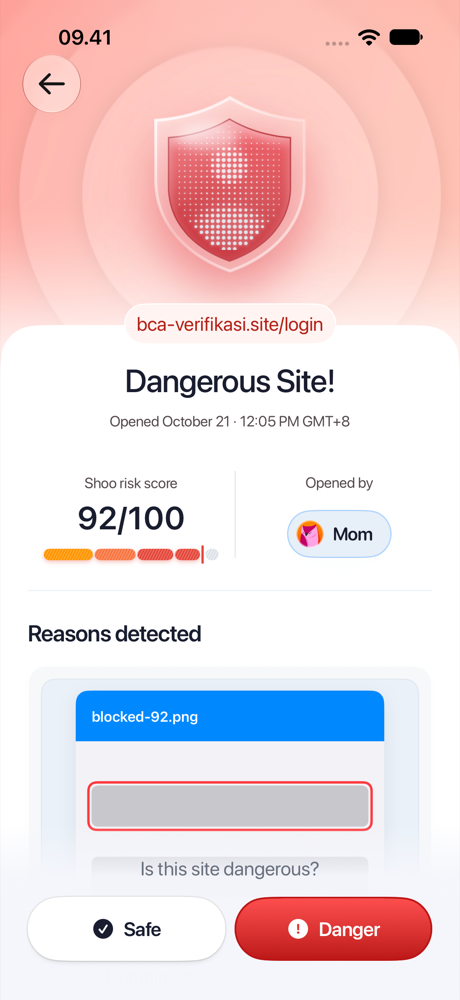 09.41
bca-verifikasi.site/login
Dangerous Site!
Opened October 21 · 12:05 PM GMT+8
Shoo risk score
92/100
Opened by
Mom
Reasons detected
blocked-92.png
Is this site dangerous?
Safe
Danger